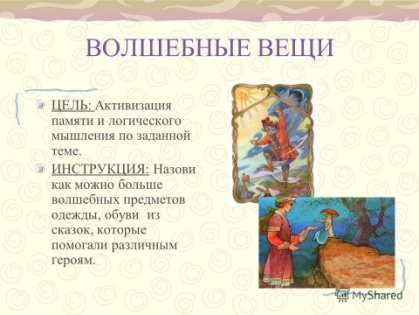 ВОЛШЕБНЫЕ ВЕЩИ
ЦЕЛЬ: Активизация
памяти и логического
мышления по заданной
теме.
ИНСТРУКЦИЯ: Назови
как можно больше
волшебных предметов
одежды, обуви из
сказок, которые
помогали различным
героям.
MyShared